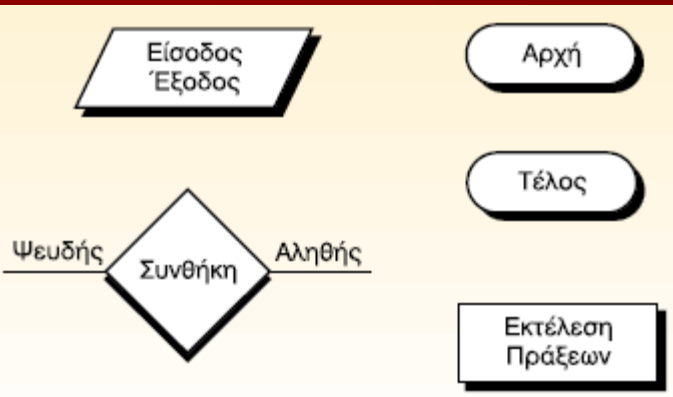 Είσοδος
Έξοδος
Αρχή
Τέλος
Ψευδής
Συνθήκη
Αληθής
Εκτέλεση
Πράξεων